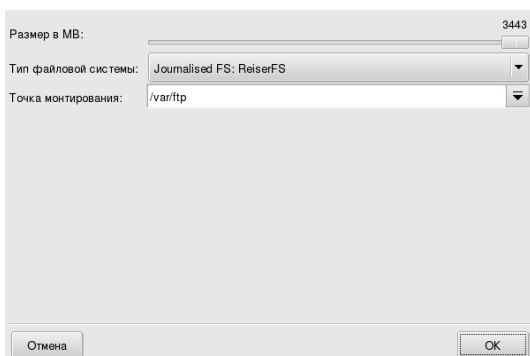 3443
Размер в MB:
Тип файловой системы: Journalised FS: ReiserFS
Точка монтирования: /var/ftp
Отмена OK